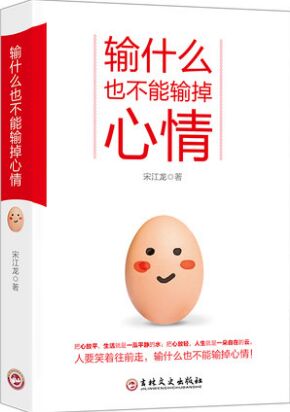 输什么也不能输掉心情
宋江龙
著
输什么
也不能输掉
心情
宋江龙◎著
把心放平，生活就是一泓平静的水；把心放轻，人生就是一朵自在的云。
人要笑着往前走，输什么也不能输掉心情！
吉林文史出版社